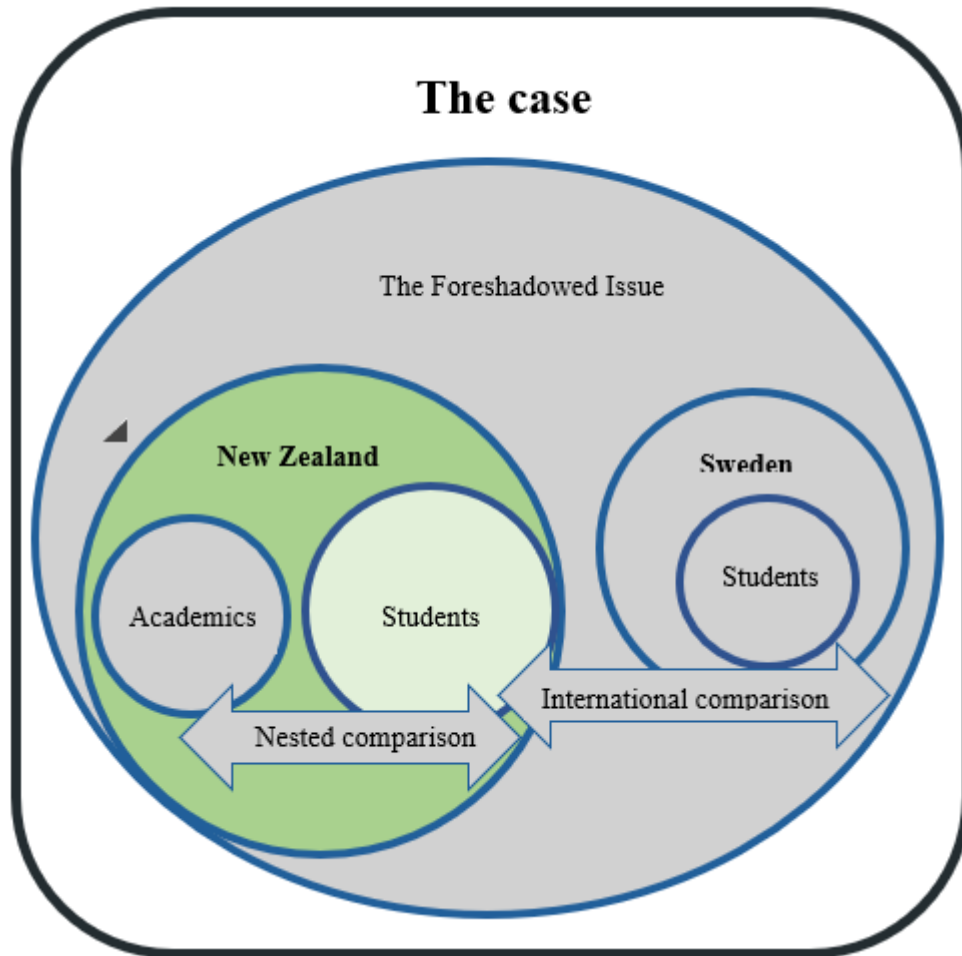 The case
The Foreshadowed Issue
New Zealand
Sweden
Academics
Students
Students
International comparison
Nested comparison